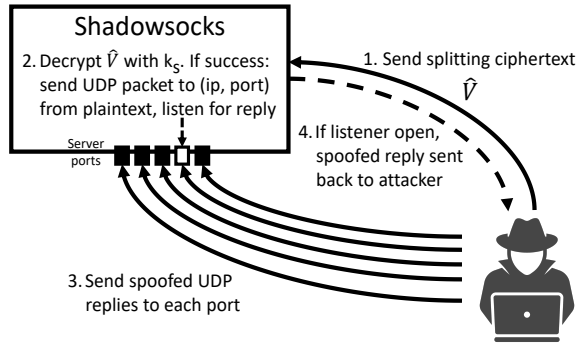 Shadowsocks
2. Decrypt V̂ with kₛ. If success:
send UDP packet to (ip, port)
from plaintext, listen for reply
Server
ports
1. Send splitting ciphertext
V̂
4. If listener open,
spoofed reply sent
back to attacker
3. Send spoofed UDP
replies to each port